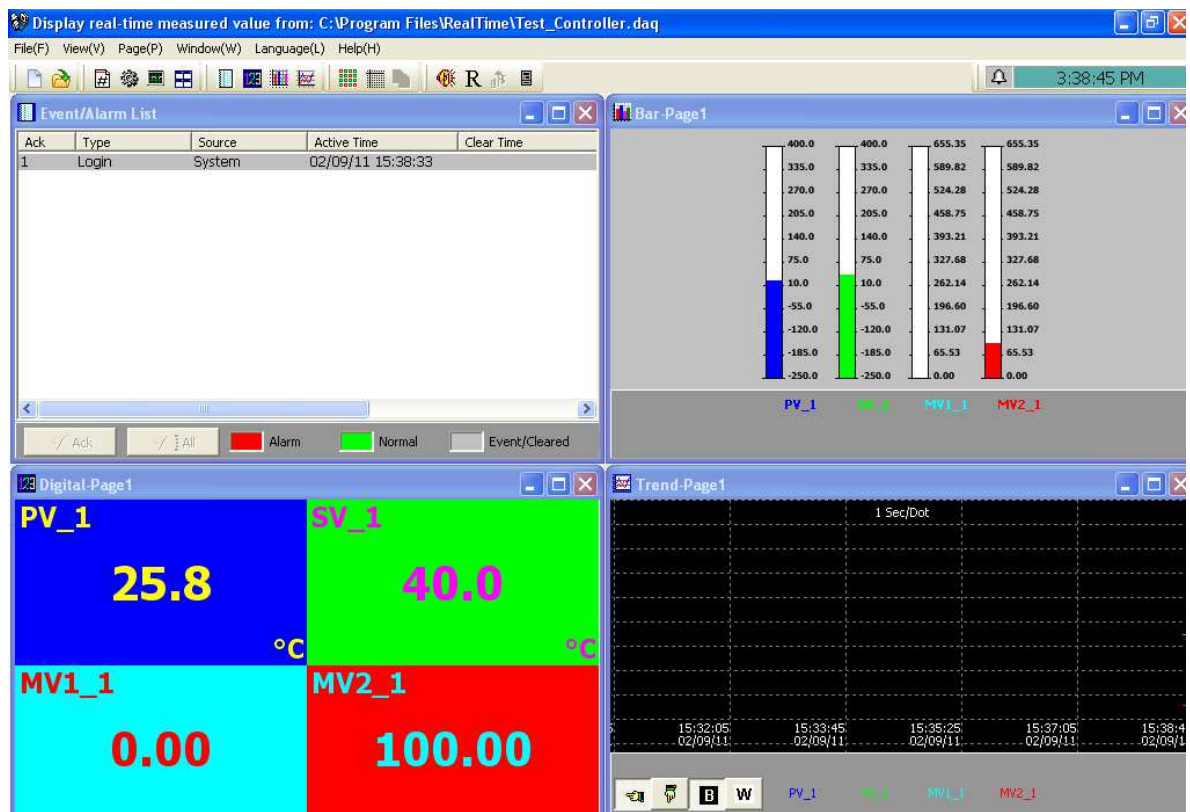 Display real-time measured value from: C:\Program Files\RealTime\Test_Controller.daq
File(F) View(V) Page(P) Window(W) Language(L) Help(H)
R 3:38:45 PM
Event/Alarm List
Ack Type Source Active Time Clear Time
1 Login System 02/09/11 15:38:33
Ack All Alarm Normal Event/Cleared
Bar-Page1
400.0 400.0 655.35 655.35
335.0 335.0 589.82 589.82
270.0 270.0 524.28 524.28
205.0 205.0 458.75 458.75
140.0 140.0 393.21 393.21
75.0 75.0 327.68 327.68
10.0 10.0 262.14 262.14
-55.0 -55.0 196.60 196.60
-120.0 -120.0 131.07 131.07
-185.0 -185.0 65.53 65.53
-250.0 -250.0 0.00 0.00
PV_1 MV1_1 MV2_1
123 Digital-Page1
PV_1 SV_1
25.8 40.0
°C °C
MV1_1 MV2_1
0.00 100.00
Trend-Page1
1 Sec/Dot
15:32:05 15:33:45 15:35:25 15:37:05 15:38:4
02/09/11 02/09/11 02/09/11 02/09/11 02/09/1
B W PV_1 MV1_1 MV2_1